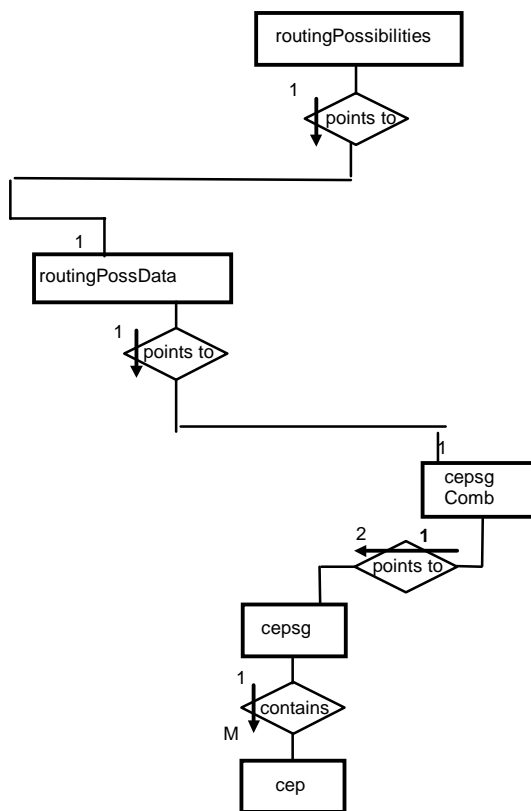 routingPossibilities
1
points to
1
routingPossData
1
points to
1
cepsg
Comb
2 1
points to
cepsg
1
contains
M
cep